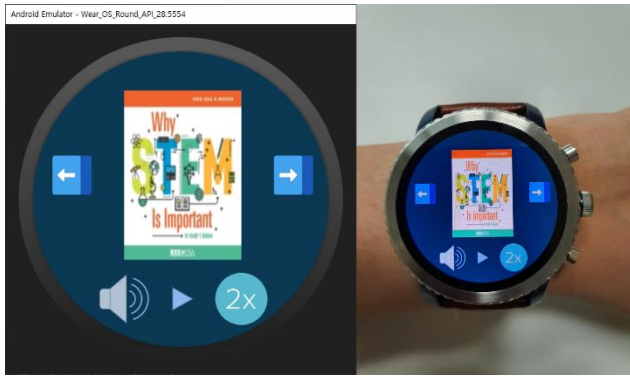 Android Emulator - Wear_OS_Round_API_28:5554
Why
STEM
Is Important
2x
Why
STEM
Is Important
2x